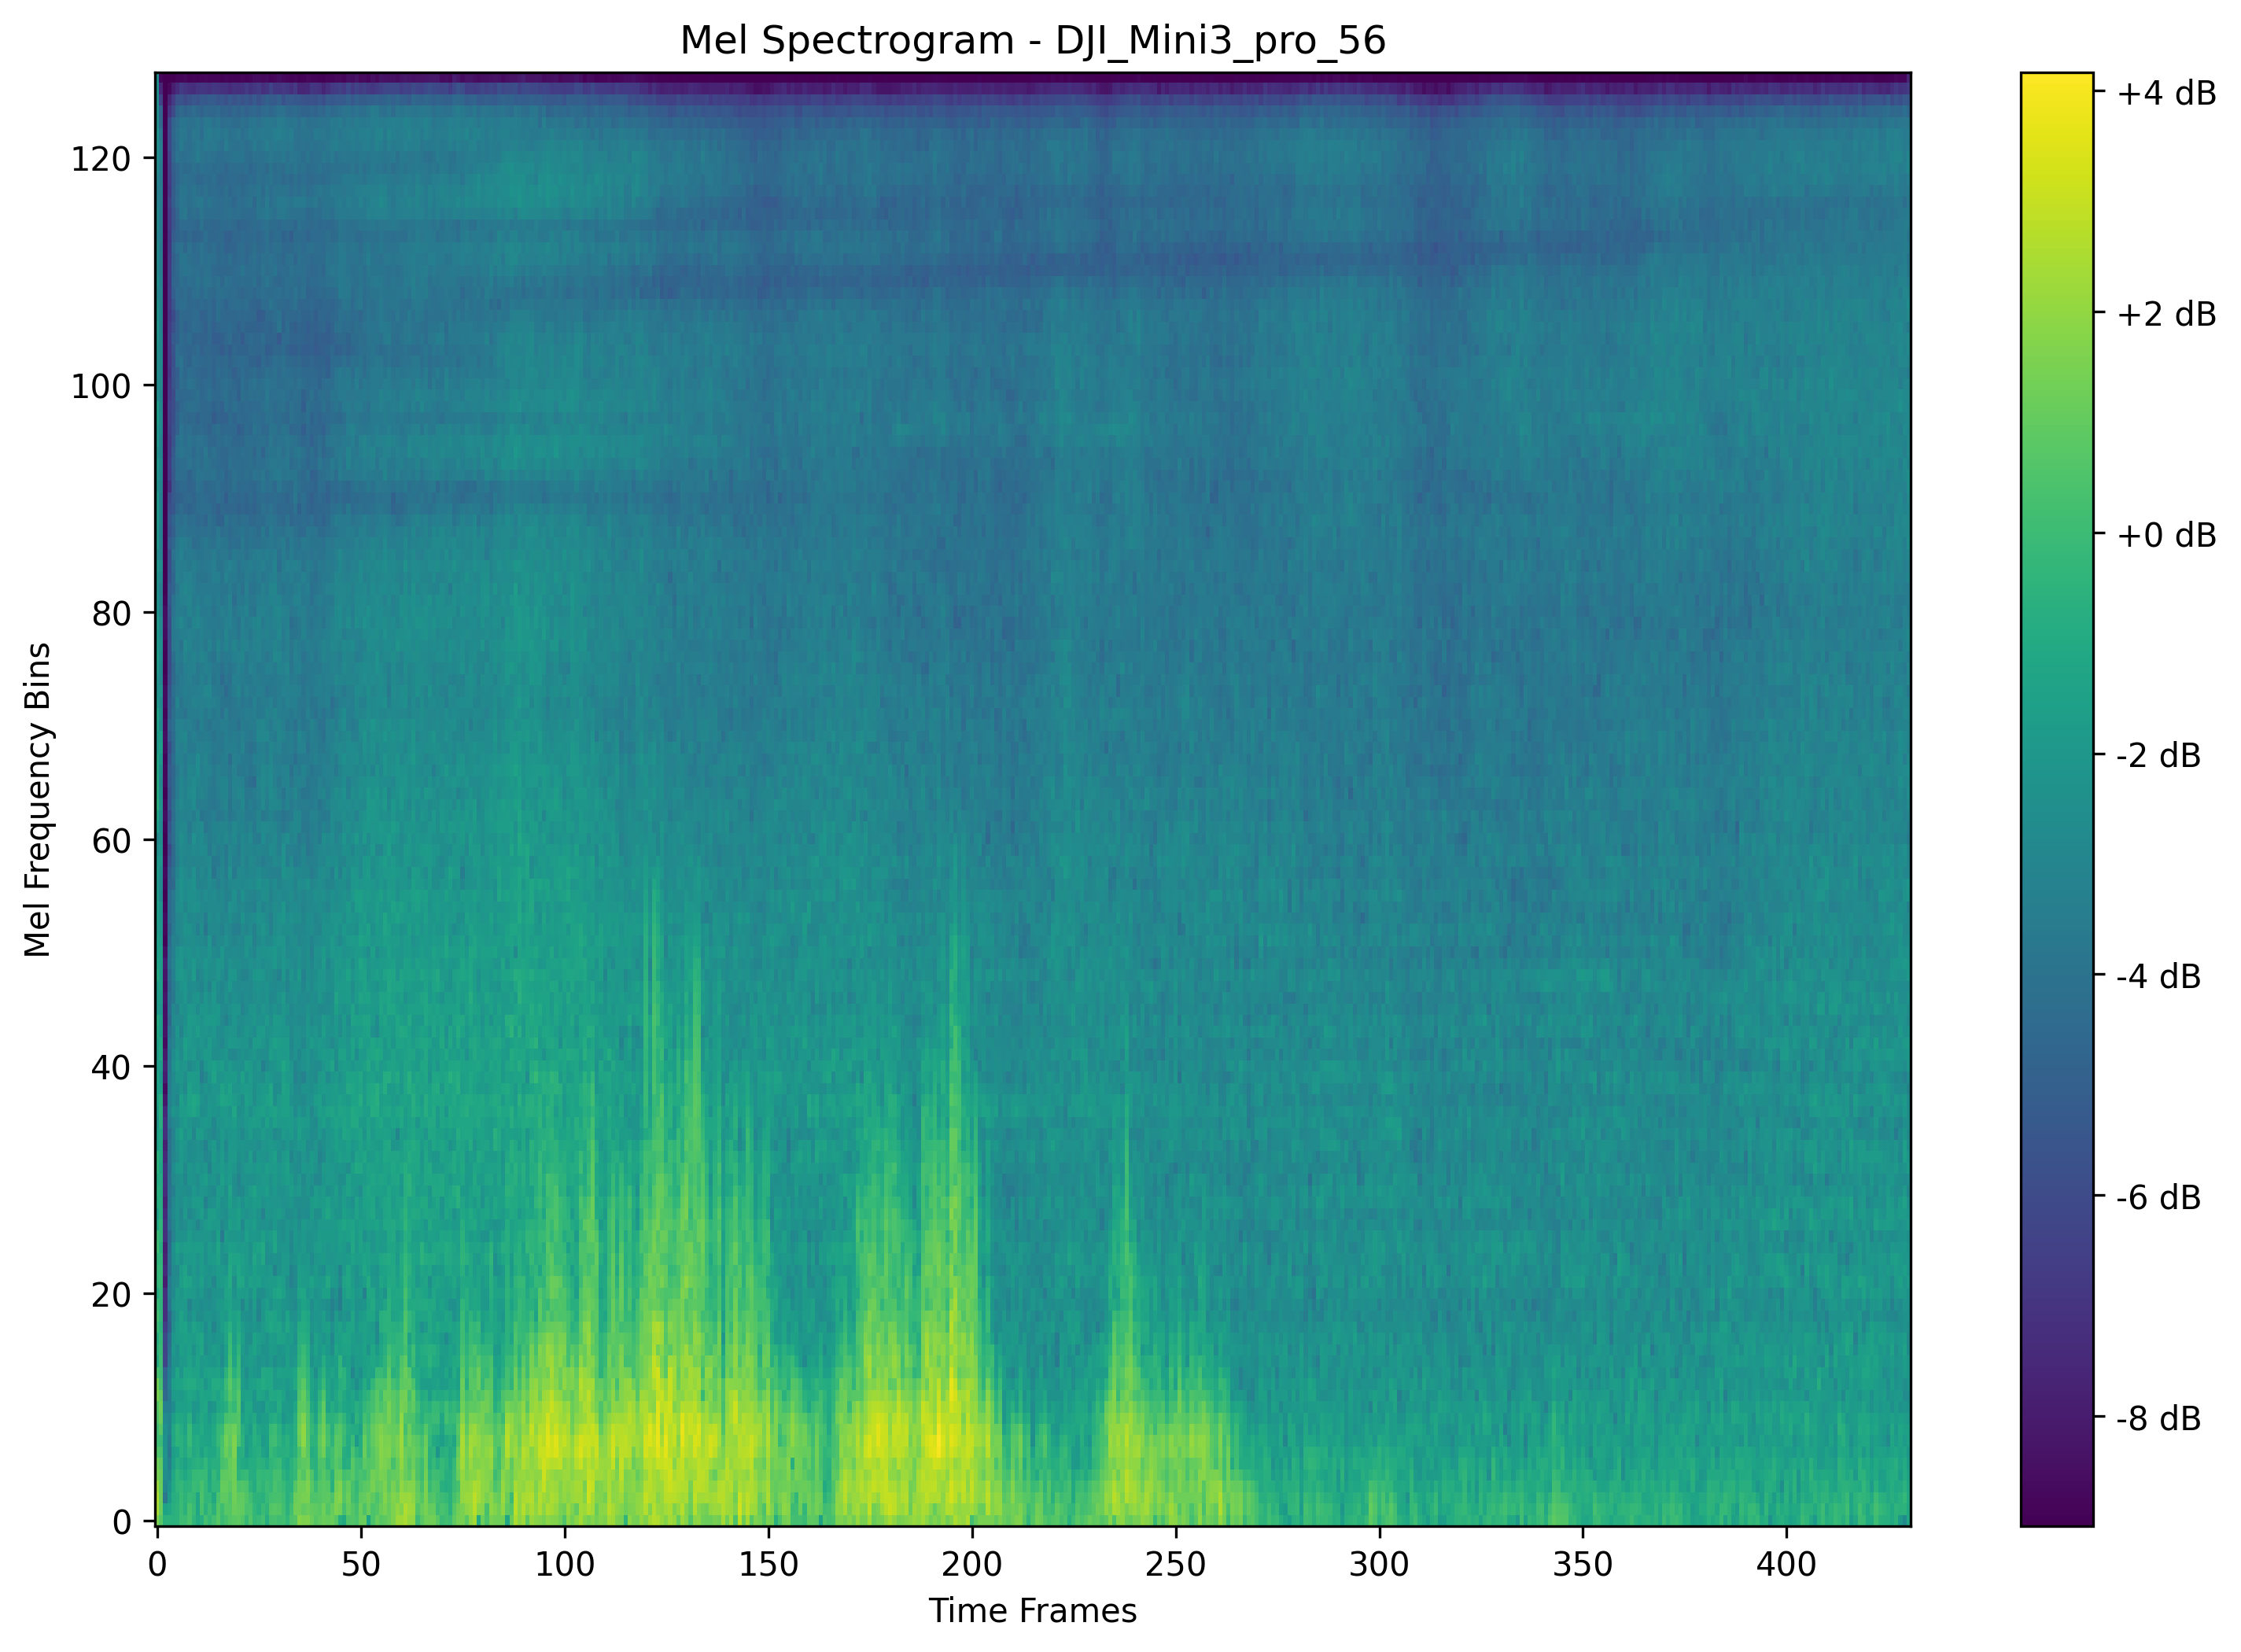 Mel Spectrogram - DJI_Mini3_pro_56
Mel Frequency Bins
120
100
80
60
40
20
0
0 50 100 150 200 250 300 350 400
Time Frames
+4 dB
+2 dB
+0 dB
-2 dB
-4 dB
-6 dB
-8 dB